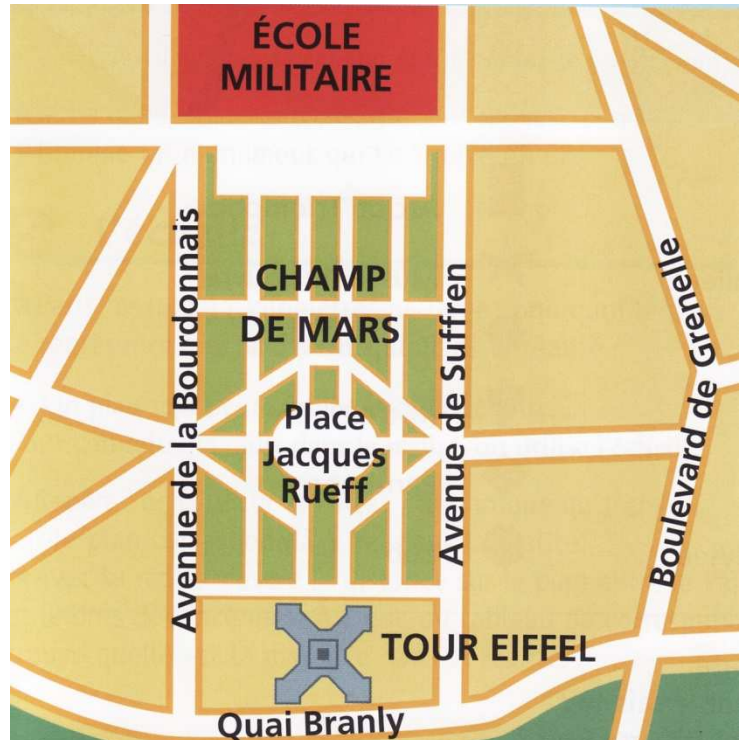 ÉCOLE
MILITAIRE
CHAMP
DE MARS
Avenue de la Bourdonnais
Avenue de Suffren
Boulevard de Grenelle
Place
Jacques
Rueff
TOUR EIFFEL
Quai Branly